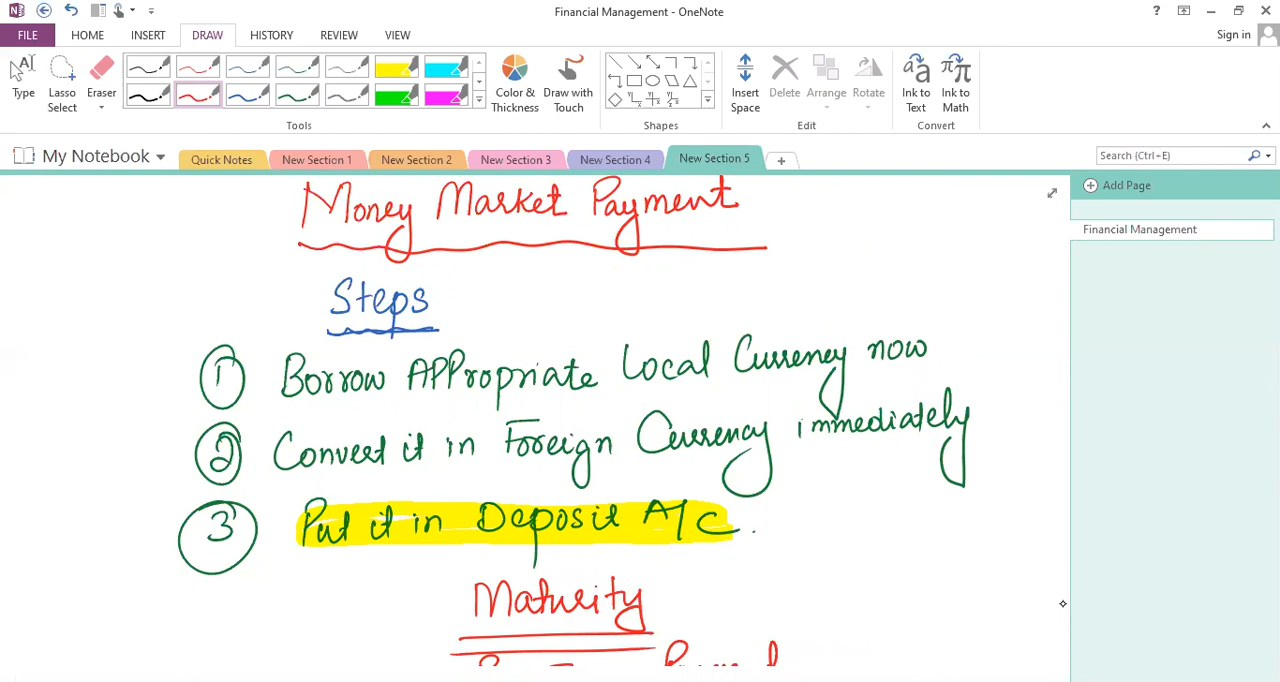 Financial Management - OneNote
?
Sign in
FILE HOME INSERT DRAW HISTORY REVIEW VIEW
Type
Lasso Select
Eraser
Color & Thickness
Draw with Touch
Insert Space
Delete
Arrange
Rotate
Ink to Text
Ink to Math
Tools Shapes Edit Convert
My Notebook
Quick Notes New Section 1 New Section 2 New Section 3 New Section 4 New Section 5
Search (Ctrl+E)
Add Page
Financial Management
Money Market Payment
Steps
1 Borrow Appropriate Local Currency now
2 Convert it in Foreign Currency immediately
3 Put it in Deposit A/C.
Maturity